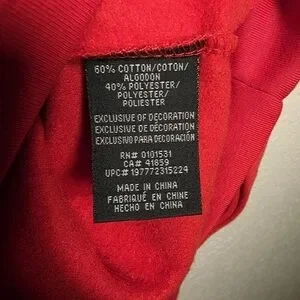 60% COTTON/COTON/
ALGODON
40% POLYESTER/
POLYESTER/
POLIESTER
EXCLUSIVE OF DECORATION
EXCLUSIVE DE DÉCORATION
EXCLUSIVO PARA DECORACIÓN
RN# 0101531
CA# 41859
UPC# 197772315224
MADE IN CHINA
FABRIQUÉ EN CHINE
HECHO EN CHINA